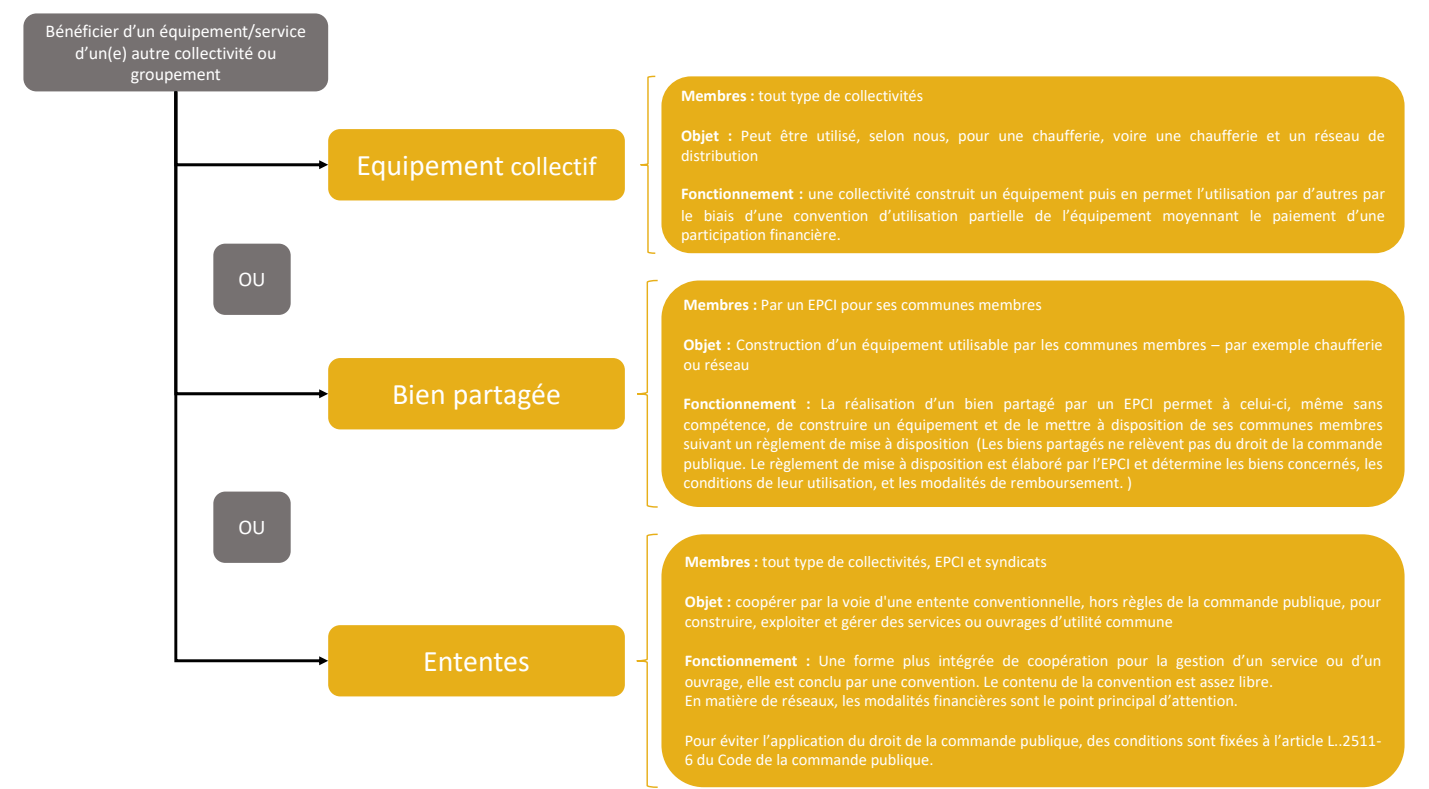 Bénéficier d’un équipement/service
d’un(e) autre collectivité ou
groupement
Equipement collectif
Membres : tout type de collectivités
Objet : Peut être utilisé, selon nous, pour une chaufferie, voire une chaufferie et un réseau de
distribution
Fonctionnement : une collectivité construit un équipement puis en permet l’utilisation par d’autres par
le biais d’une convention d’utilisation partielle de l’équipement moyennant le paiement d’une
participation financière.
OU
Bien partagée
Membres : Par un EPCI pour ses communes membres
Objet : Construction d’un équipement utilisable par les communes membres – par exemple chaufferie
ou réseau
Fonctionnement : La réalisation d’un bien partagé par un EPCI permet à celui-ci, même sans
compétence, de construire un équipement et de le mettre à disposition de ses communes membres
suivant un règlement de mise à disposition (Les biens partagés ne relèvent pas du droit de la commande
publique. Le règlement de mise à disposition est élaboré par l’EPCI et détermine les biens concernés, les
conditions de leur utilisation, et les modalités de remboursement. )
OU
Ententes
Membres : tout type de collectivités, EPCI et syndicats
Objet : coopérer par la voie d'une entente conventionnelle, hors règles de la commande publique, pour
construire, exploiter et gérer des services ou ouvrages d’utilité commune
Fonctionnement : Une forme plus intégrée de coopération pour la gestion d’un service ou d’un
ouvrage, elle est conclu par une convention. Le contenu de la convention est assez libre.
En matière de réseaux, les modalités financières sont le point principal d’attention.
Pour éviter l’application du droit de la commande publique, des conditions sont fixées à l’article L..2511-
6 du Code de la commande publique.